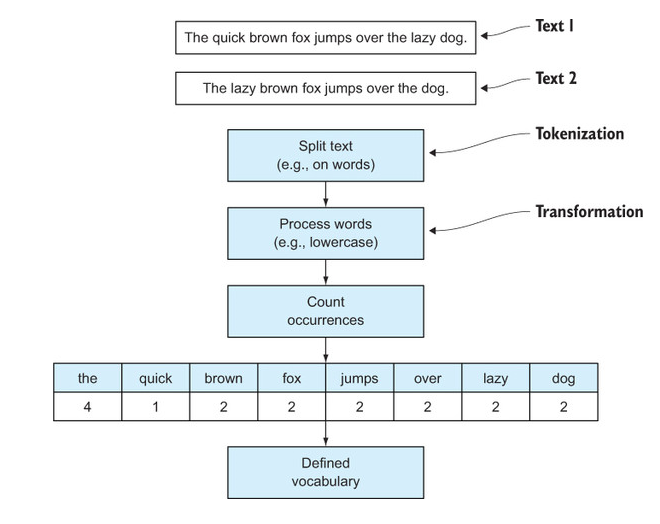 The quick brown fox jumps over the lazy dog.
Text 1
The lazy brown fox jumps over the dog.
Text 2
Split text
(e.g., on words)
Tokenization
Process words
(e.g., lowercase)
Transformation
Count
occurrences
the quick brown fox jumps over lazy dog
4 1 2 2 2 2 2 2
Defined
vocabulary